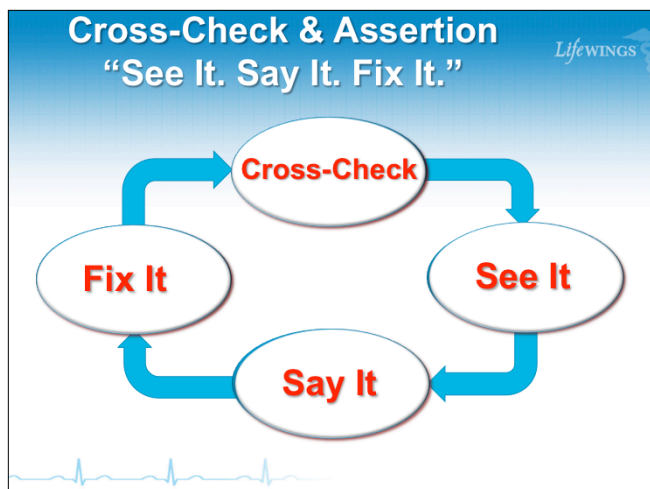 Cross-Check & Assertion
“See It. Say It. Fix It.”
LifeWINGS
Cross-Check
Fix It
See It
Say It